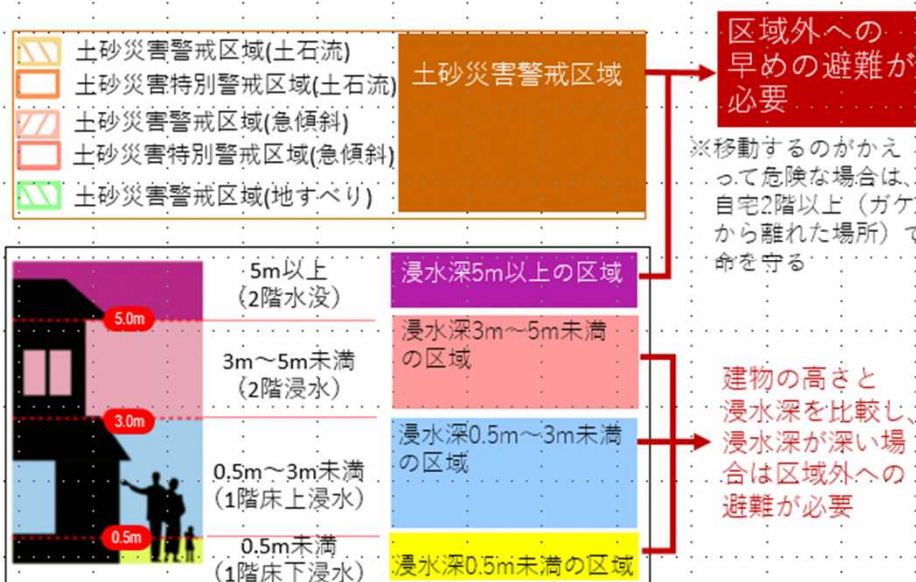 土砂災害警戒区域(土石流)
土砂災害特別警戒区域(土石流)
土砂災害警戒区域(急傾斜)
土砂災害特別警戒区域(急傾斜)
土砂災害警戒区域(地すべり)
土砂災害警戒区域
区域外への
早めの避難が
必要
※移動するのがかえ
って危険な場合は、
自宅2階以上（ガケ
から離れた場所）で
命を守る
5.0m
3.0m
0.5m
5m以上
（2階水没）
3m～5m未満
（2階浸水）
0.5m～3m未満
（1階床上浸水）
0.5m未満
（1階床下浸水）
浸水深5m以上の区域
浸水深3m～5m未満
の区域
浸水深0.5m～3m未満
の区域
浸水深0.5m未満の区域
建物の高さと
浸水深を比較し、
浸水深が深い場
合は区域外への
避難が必要